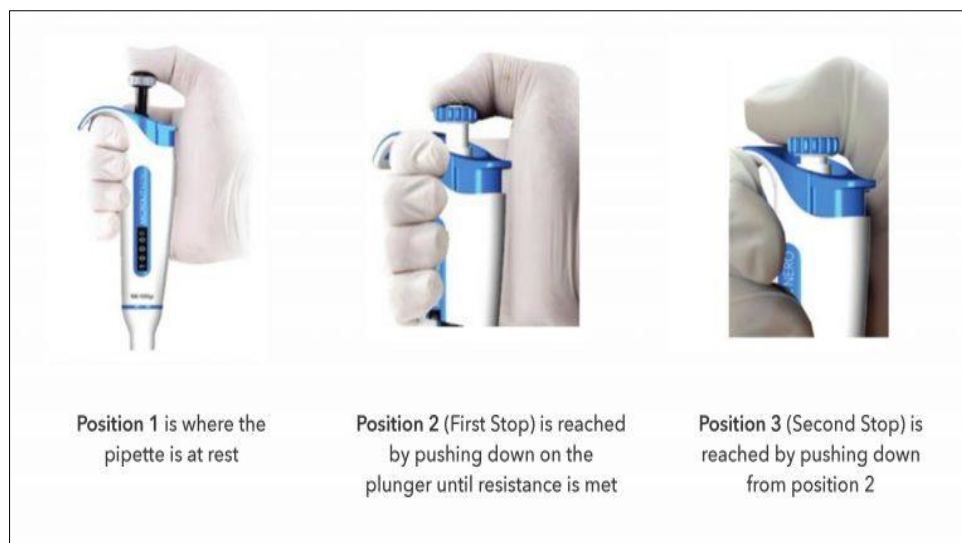 Position 1 is where the
pipette is at rest
Position 2 (First Stop) is reached
by pushing down on the
plunger until resistance is met
Position 3 (Second Stop) is
reached by pushing down
from position 2
NERO